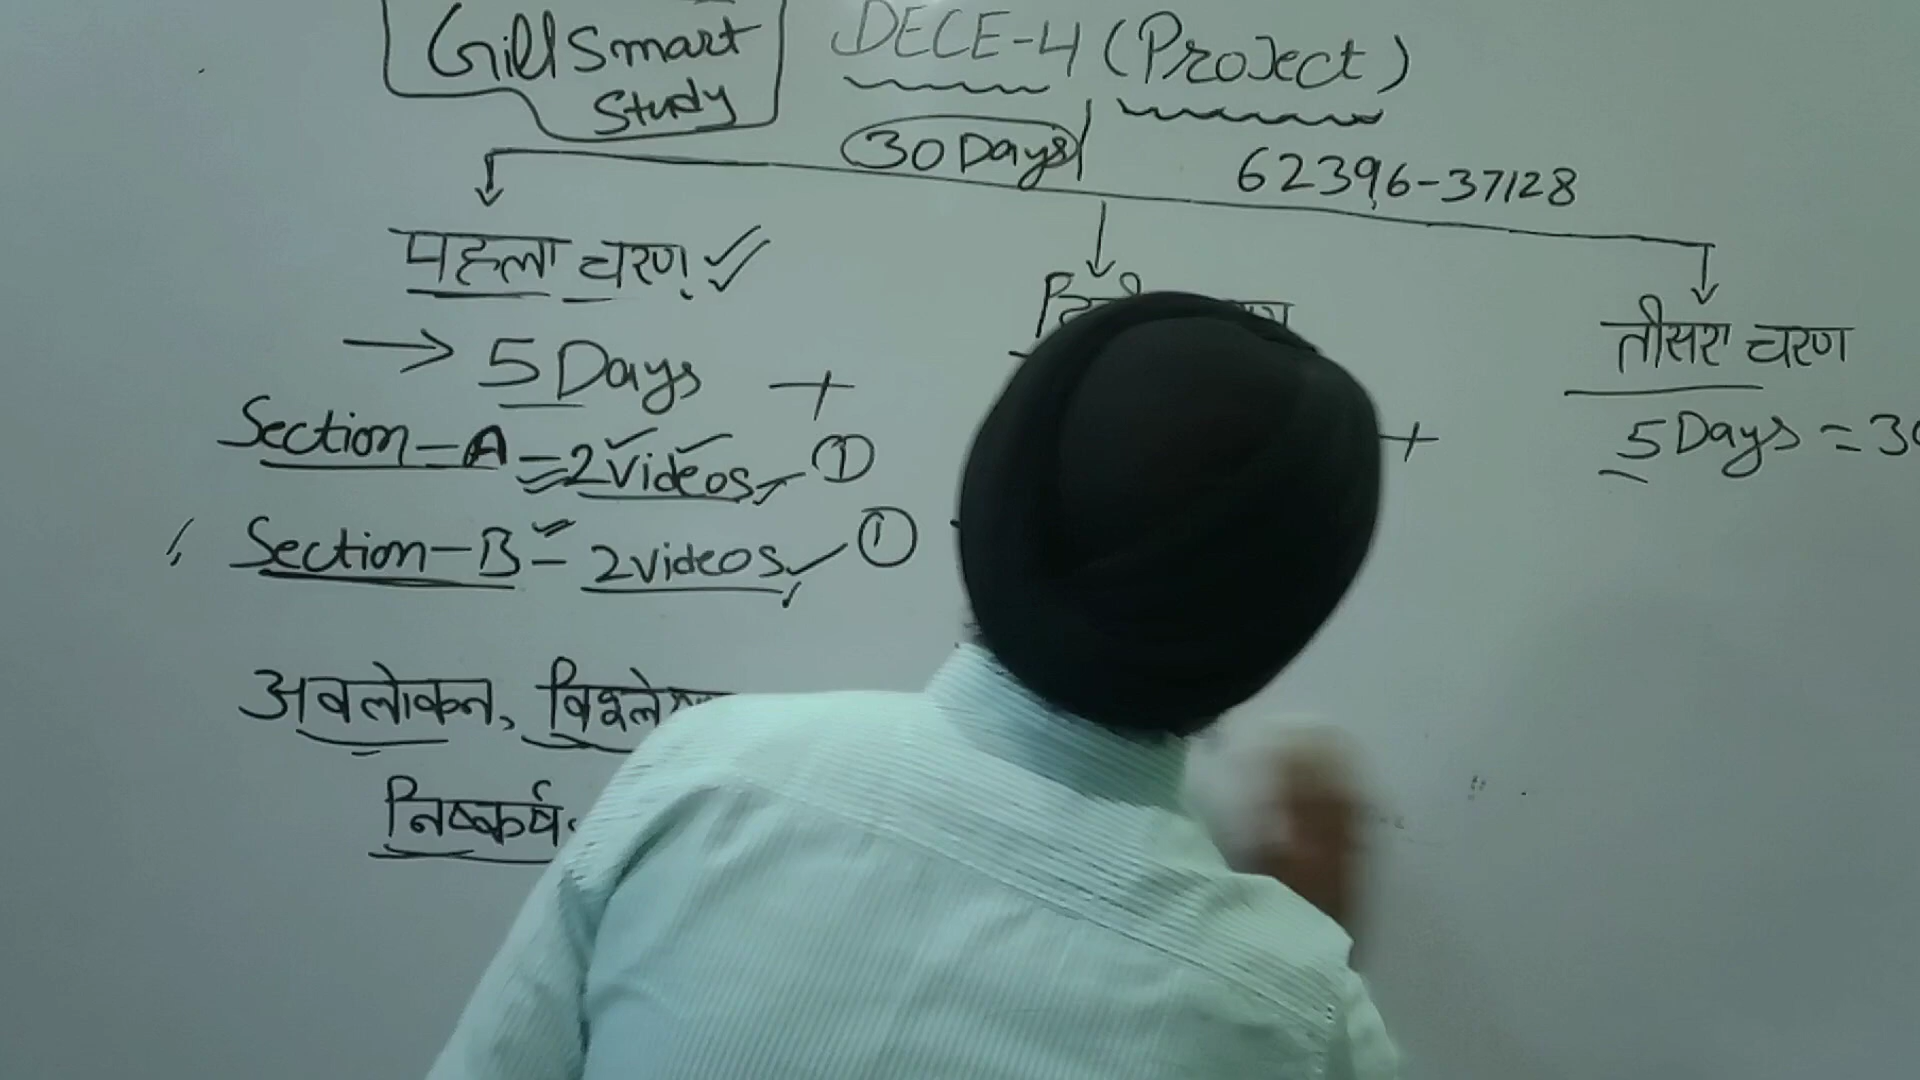 Gill Smart
Study
DECE-4 (Project)
30 Days
62396-37128
पहला चरण
तीसरा चरण
→ 5 Days +
+ 5 Days = 30
Section-A = 2 Videos ①
Section-B = 2 videos ①
अवलोकन,
निष्कर्ष